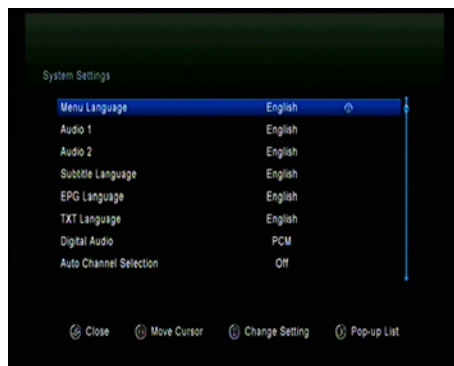 System Settings
Menu Language English
Audio 1 English
Audio 2 English
Subtitle Language English
EPG Language English
TXT Language English
Digital Audio PCM
Auto Channel Selection Off
Close Move Cursor Change Setting Pop-up List